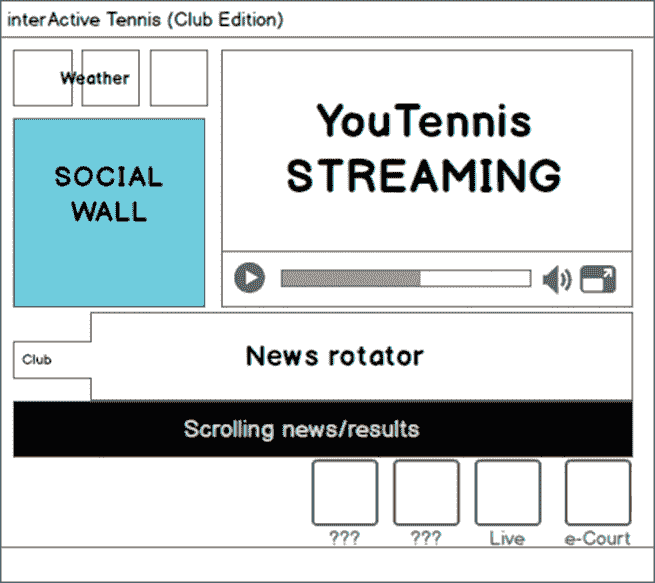 interActive Tennis (Club Edition)
Weather
YouTennis
STREAMING
SOCIAL
WALL
Club
News rotator
Scrolling news/results
???
???
Live
e-Court